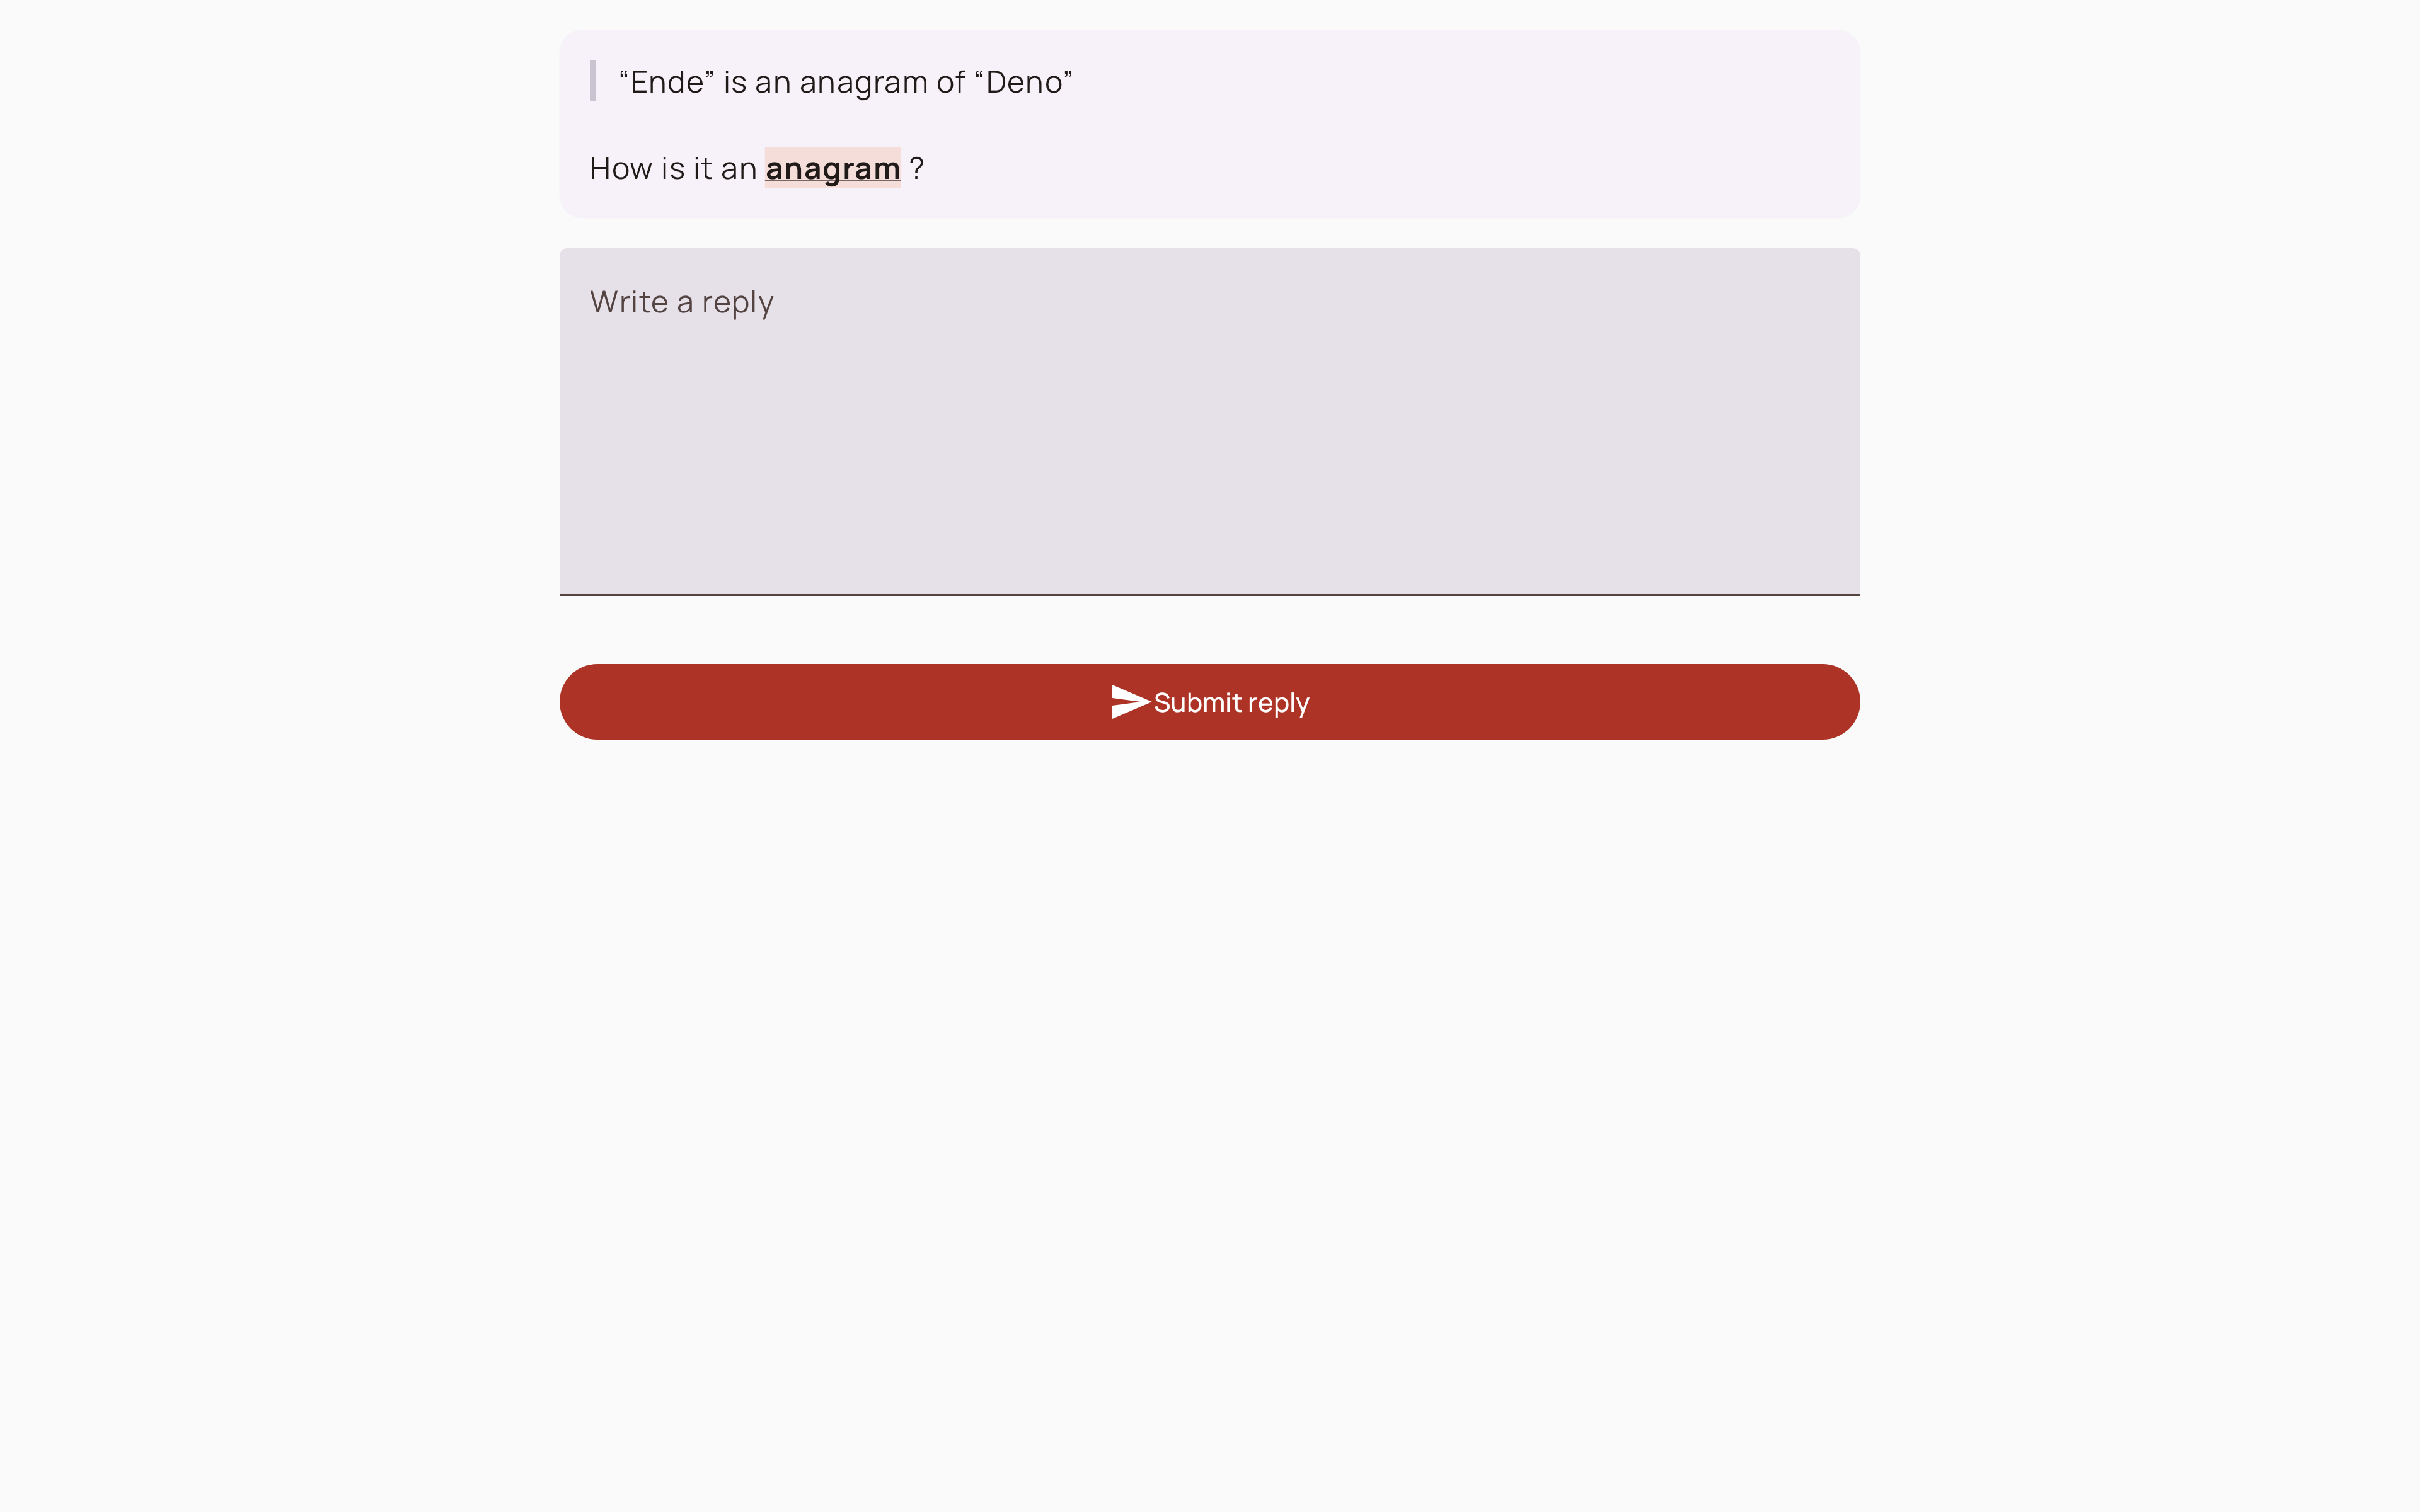 “Ende” is an anagram of “Deno”
How is it an anagram ?
Write a reply
Submit reply